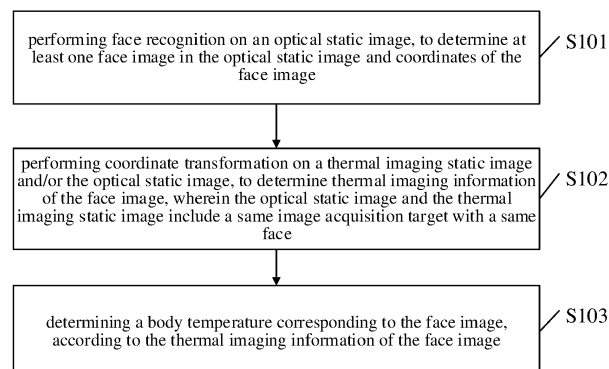 performing face recognition on an optical static image, to determine at
least one face image in the optical static image and coordinates of the
face image
S101
performing coordinate transformation on a thermal imaging static image
and/or the optical static image, to determine thermal imaging information
of the face image, wherein the optical static image and the thermal
imaging static image include a same image acquisition target with a same
face
S102
determining a body temperature corresponding to the face image,
according to the thermal imaging information of the face image
S103